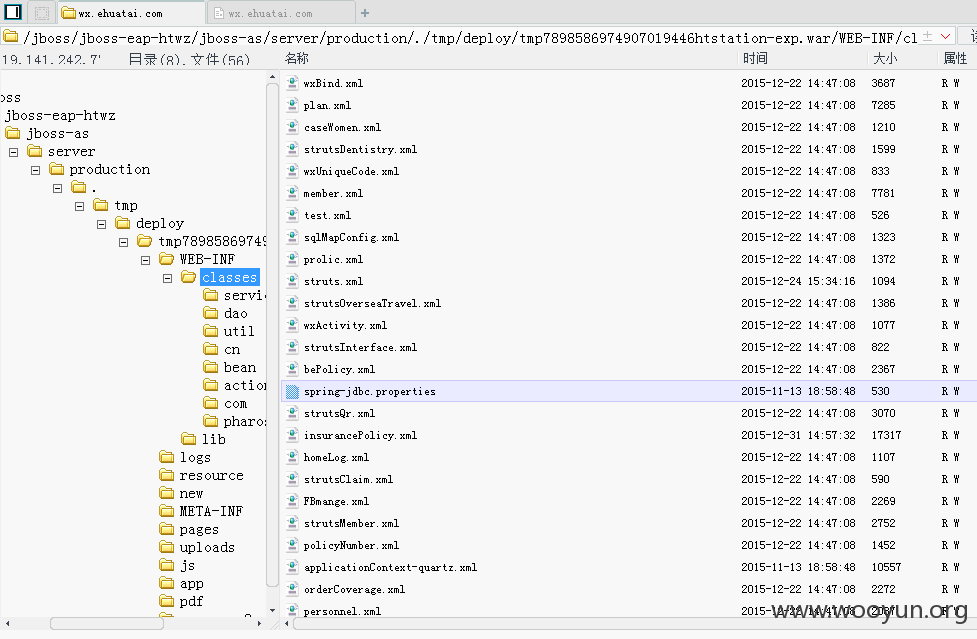 wx.ehuatai.com
wx.ehuatai.com
/jboss/jboss-eap-htwz/jboss-as/server/production/./tmp/deploy/tmp7898586974907019446htstation-exp.war/WEB-INF/cl
19.141.242.7' 目录(8),文件(56) 名称 时间 大小 属性
oss
jboss-eap-htwz
jboss-as
server
production
.
tmp
deploy
tmp78985869749
WEB-INF
classes
servic
dao
util
cn
bean
action
com
pharos
lib
logs
resource
new
META-INF
pages
uploads
js
app
pdf
wxBind.xml 2015-12-22 14:47:08 3687 R W
plan.xml 2015-12-22 14:47:08 7285 R W
caseWomen.xml 2015-12-22 14:47:08 1210 R W
strutsDentistry.xml 2015-12-22 14:47:08 1599 R W
wxUniqueCode.xml 2015-12-22 14:47:08 833 R W
member.xml 2015-12-22 14:47:08 7781 R W
test.xml 2015-12-22 14:47:08 526 R W
sqlMapConfig.xml 2015-12-22 14:47:08 1323 R W
prolic.xml 2015-12-22 14:47:08 1372 R W
struts.xml 2015-12-24 15:34:16 1094 R W
strutsOverseaTravel.xml 2015-12-22 14:47:08 1386 R W
wxActivity.xml 2015-12-22 14:47:08 1077 R W
strutsInterface.xml 2015-12-22 14:47:08 822 R W
bePolicy.xml 2015-12-22 14:47:08 2367 R W
spring-jdbc.properties 2015-11-13 18:58:48 530 R W
strutsQr.xml 2015-12-22 14:47:08 3070 R W
insurancePolicy.xml 2015-12-31 14:57:32 17317 R W
homeLog.xml 2015-12-22 14:47:08 1107 R W
strutsClaim.xml 2015-12-22 14:47:08 590 R W
FBmange.xml 2015-12-22 14:47:08 2269 R W
strutsMember.xml 2015-12-22 14:47:08 2752 R W
policyNumber.xml 2015-12-22 14:47:08 1452 R W
applicationContext-quartz.xml 2015-11-13 18:58:48 10557 R W
orderCoverage.xml 2015-12-22 14:47:08 2272 R W
personnel.xml 2015-12-22 14:47:08 R W
www.wooyun.org